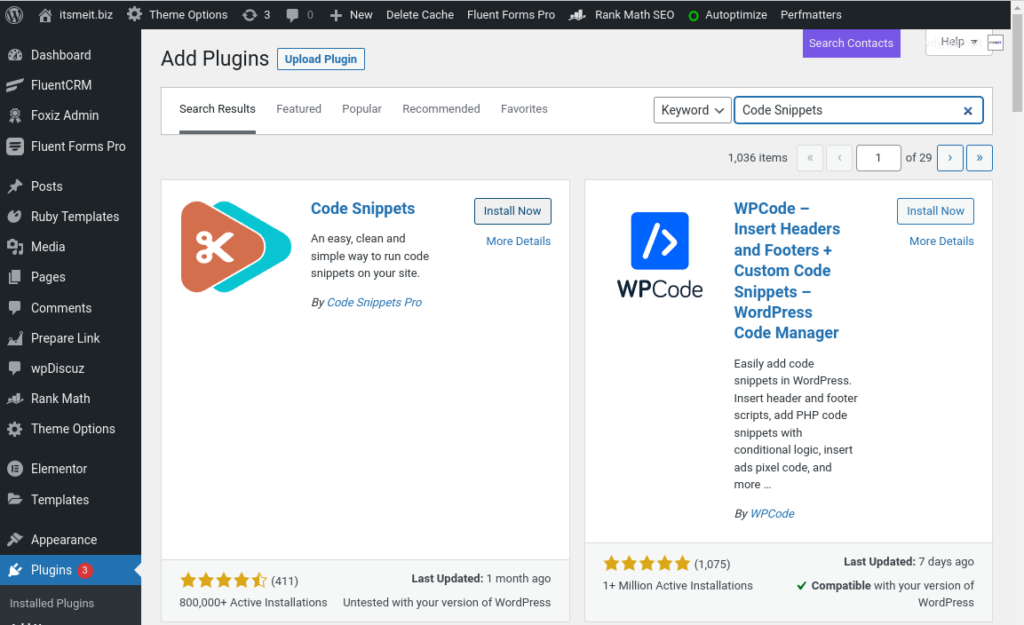 itsmeit.biz Theme Options 3 0 New Delete Cache Fluent Forms Pro Rank Math SEO Autoptimize Perfmatters
Dashboard
FluentCRM
Foxiz Admin
Fluent Forms Pro
Posts
Ruby Templates
Media
Pages
Comments
Prepare Link
wpDiscuz
Rank Math
Theme Options
Elementor
Templates
Appearance
Plugins 3
Installed Plugins
Search Contacts
Help
Add Plugins Upload Plugin
Search Results Featured Popular Recommended Favorites Keyword Code Snippets
1,036 items « ‹ 1 of 29 › »
Code Snippets
Install Now
More Details
An easy, clean and
simple way to run code
snippets on your site.
By Code Snippets Pro
(411)
800,000+ Active Installations
Last Updated: 1 month ago
Untested with your version of WordPress
WPCode
WPCode –
Insert Headers
and Footers +
Custom Code
Snippets –
WordPress
Code Manager
Install Now
More Details
Easily add code
snippets in WordPress.
Insert header and footer
scripts, add PHP code
snippets with
conditional logic, insert
ads pixel code, and
more …
By WPCode
(1,075)
1+ Million Active Installations
Last Updated: 7 days ago
Compatible with your version of
WordPress